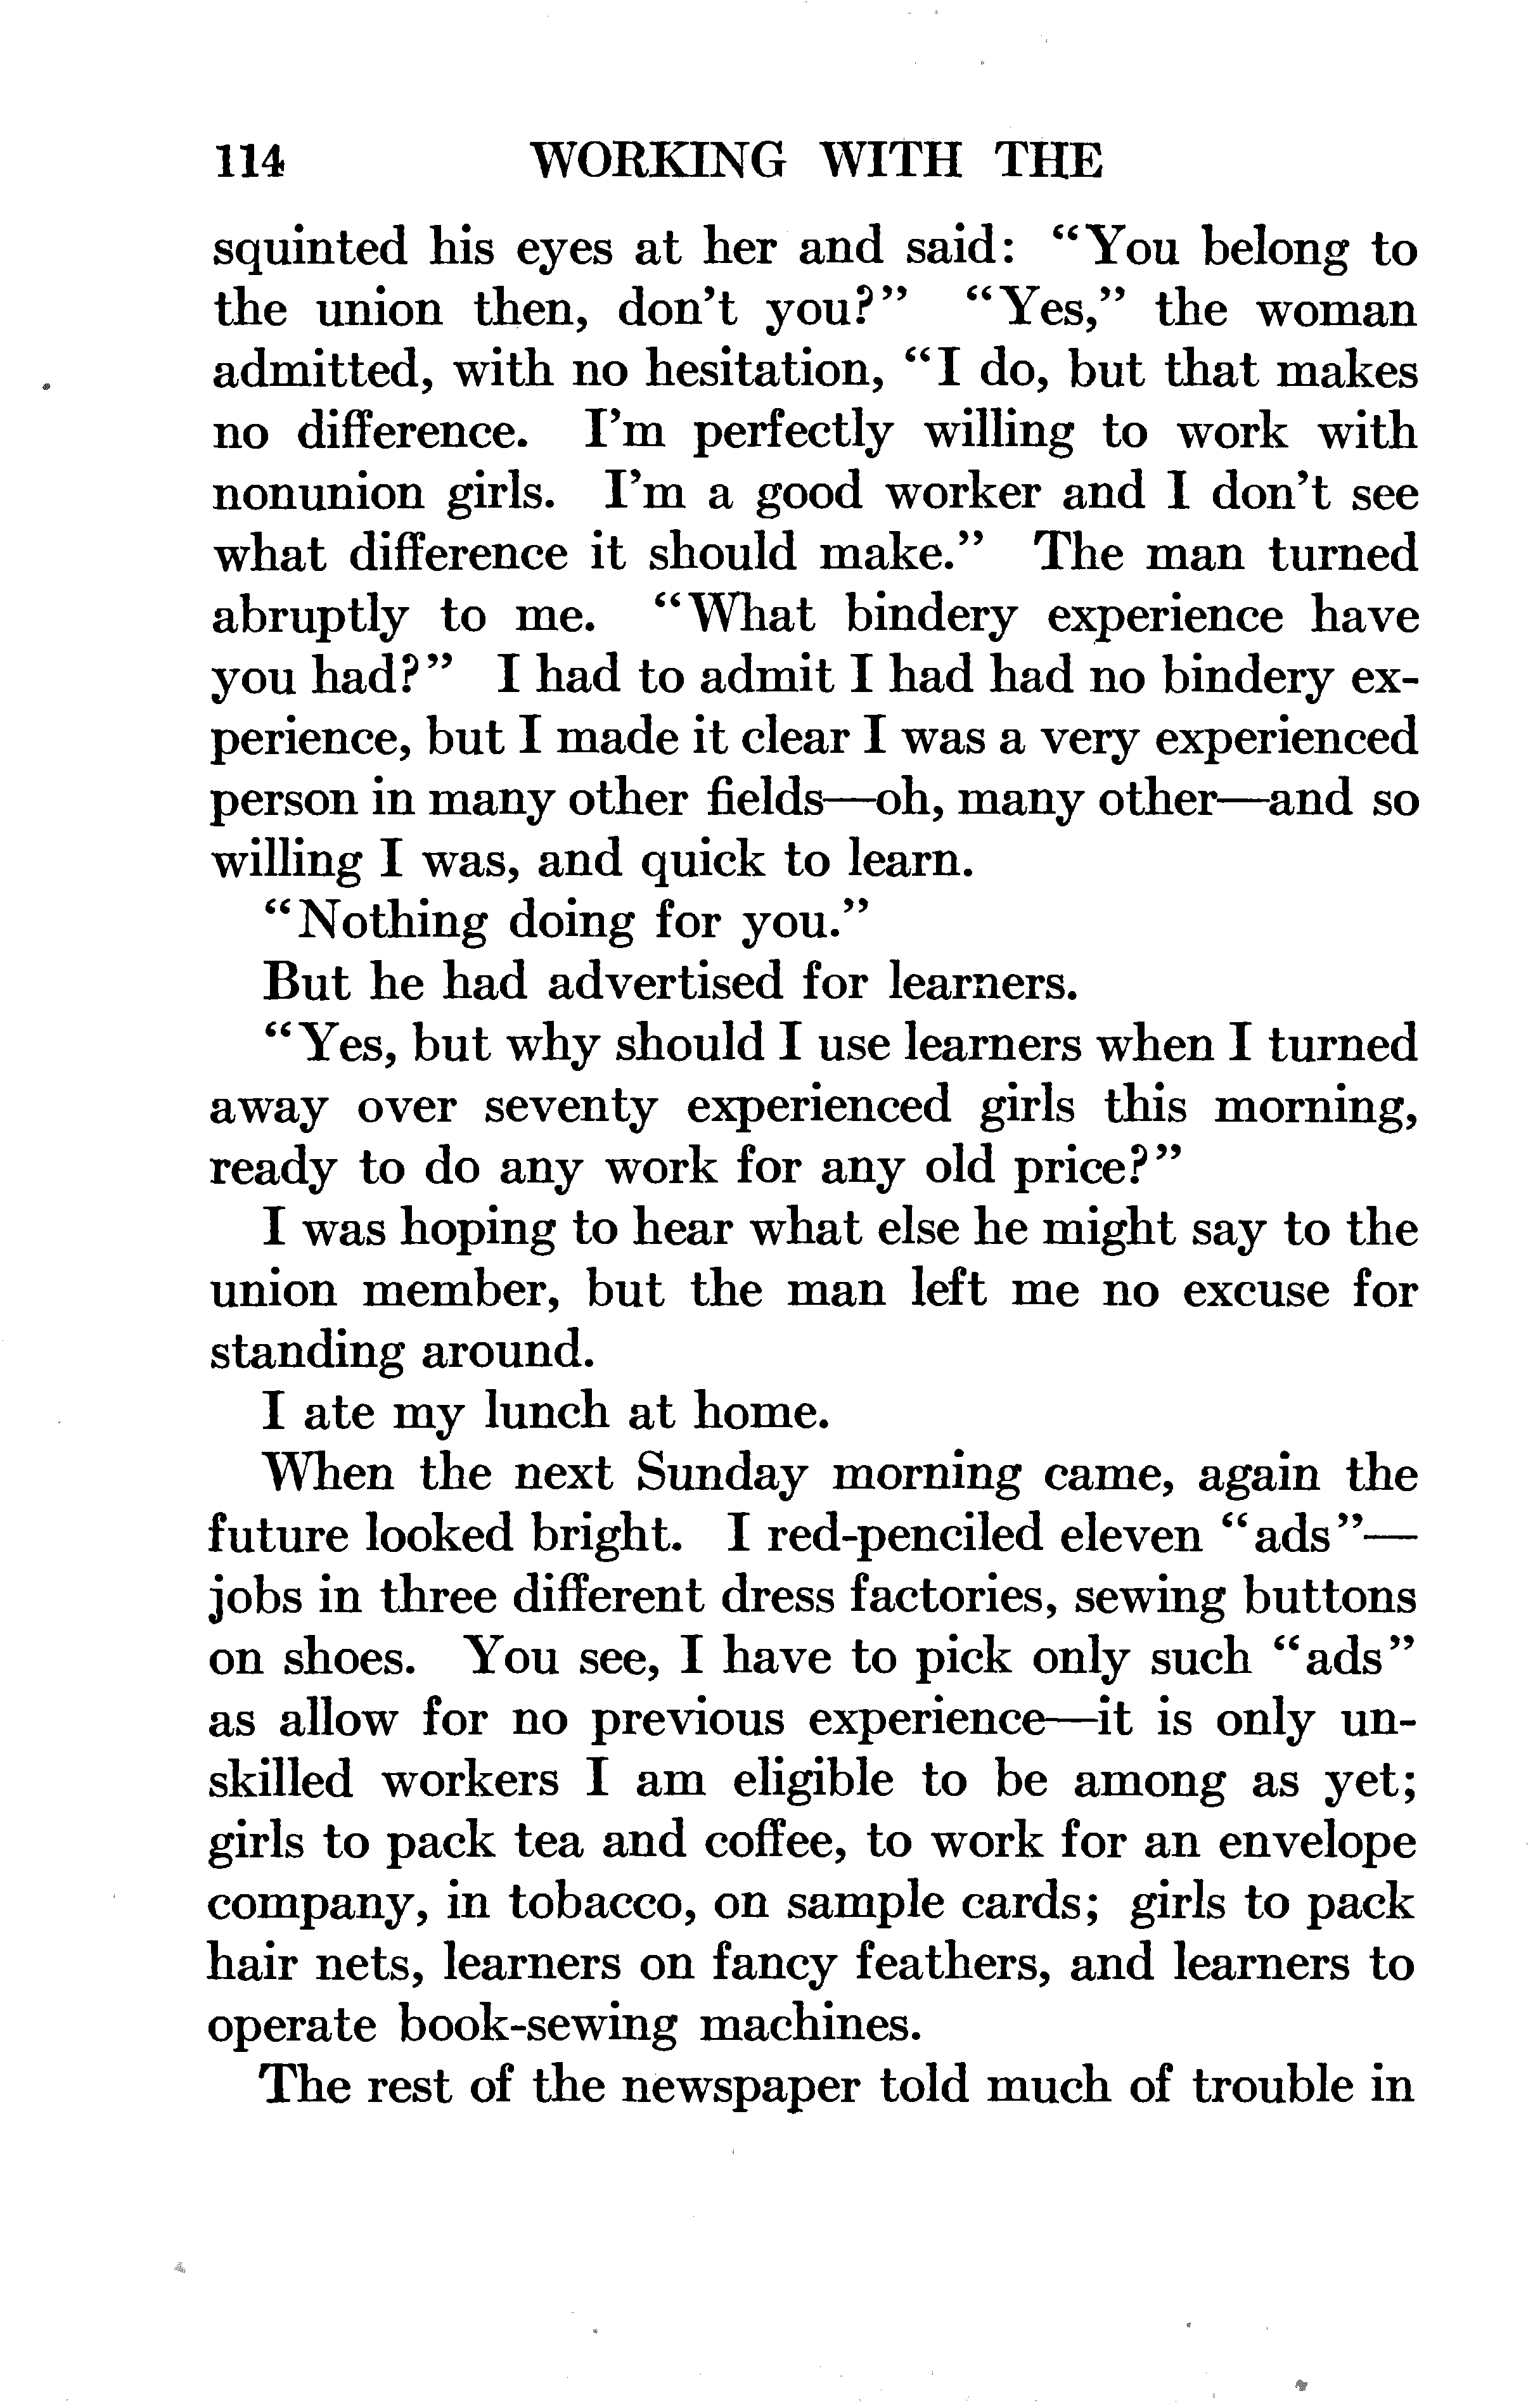 114 WORKING WITH THE
squinted his eyes at her and said: “You belong to
the union then, don’t you?” “Yes,” the woman
admitted, with no hesitation, “I do, but that makes
no difference. I’m perfectly willing to work with
nonunion girls. I’m a good worker and I don’t see
what difference it should make.” The man turned
abruptly to me. “What bindery experience have
you had?” I had to admit I had had no bindery ex-
perience, but I made it clear I was a very experienced
person in many other fields—oh, many other—and so
willing I was, and quick to learn.
“Nothing doing for you.”
But he had advertised for learners.
“Yes, but why should I use learners when I turned
away over seventy experienced girls this morning,
ready to do any work for any old price?”
I was hoping to hear what else he might say to the
union member, but the man left me no excuse for
standing around.
I ate my lunch at home.
When the next Sunday morning came, again the
future looked bright. I red-penciled eleven “ads”—
jobs in three different dress factories, sewing buttons
on shoes. You see, I have to pick only such “ads”
as allow for no previous experience—it is only un-
skilled workers I am eligible to be among as yet;
girls to pack tea and coffee, to work for an envelope
company, in tobacco, on sample cards; girls to pack
hair nets, learners on fancy feathers, and learners to
operate book-sewing machines.
The rest of the newspaper told much of trouble in